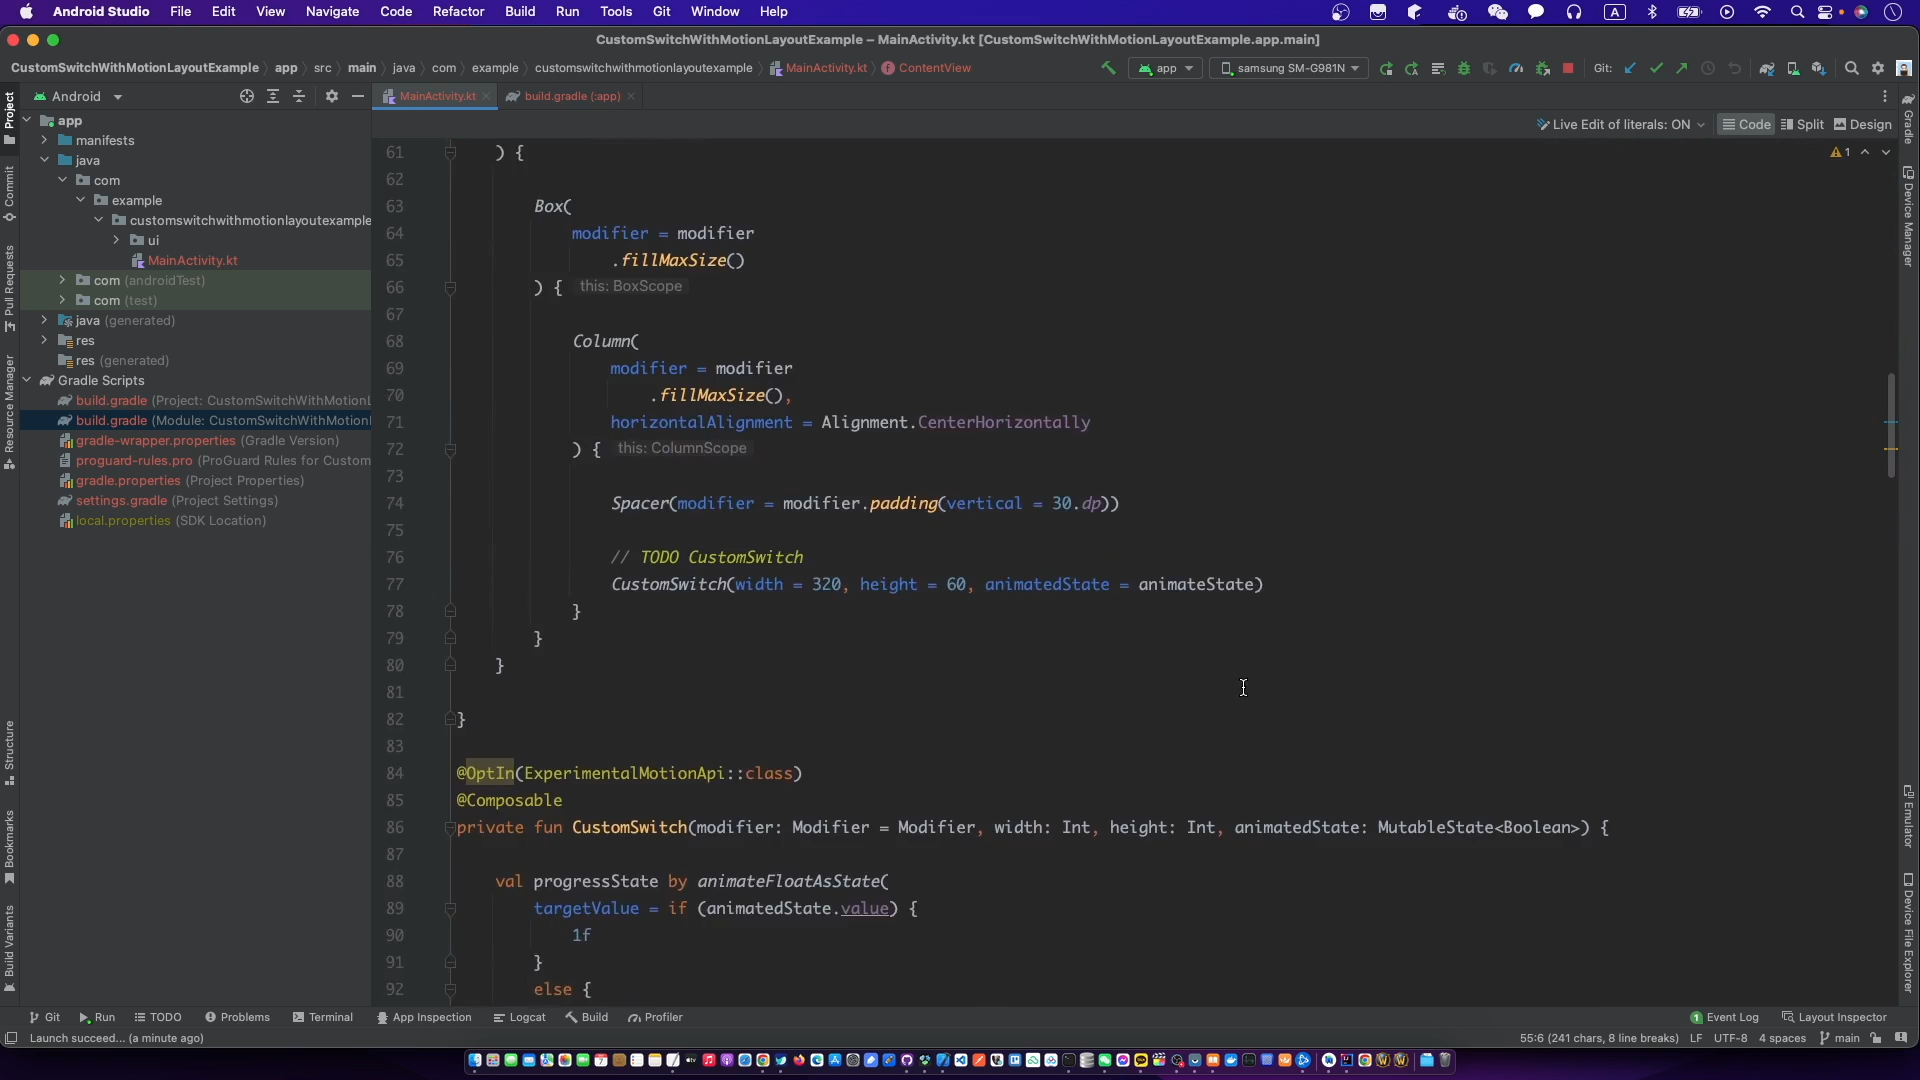 Android Studio File Edit View Navigate Code Refactor Build Run Tools Git Window Help
CustomSwitchWithMotionLayoutExample – MainActivity.kt [CustomSwitchWithMotionLayoutExample.app.main]
CustomSwitchWithMotionLayoutExample app src main java com example customswitchwithmotionlayoutexample MainActivity.kt ContentView app samsung SM-G981N Git:
Android MainActivity.kt build.gradle (:app)
Live Edit of literals: ON Code Split Design
Project
Commit
Pull Requests
Resource Manager
Structure
Bookmarks
Build Variants
app
manifests
java
com
example
customswitchwithmotionlayoutexample
ui
MainActivity.kt
com (androidTest)
com (test)
java (generated)
res
res (generated)
Gradle Scripts
build.gradle (Project: CustomSwitchWithMotionL
build.gradle (Module: CustomSwitchWithMotionl
gradle-wrapper.properties (Gradle Version)
proguard-rules.pro (ProGuard Rules for Custom
gradle.properties (Project Properties)
settings.gradle (Project Settings)
local.properties (SDK Location)
1
61 ) {
62
63 Box(
64 modifier = modifier
65 .fillMaxSize()
66 ) { this: BoxScope
67
68 Column(
69 modifier = modifier
70 .fillMaxSize(),
71 horizontalAlignment = Alignment.CenterHorizontally
72 ) { this: ColumnScope
73
74 Spacer(modifier = modifier.padding(vertical = 30.dp))
75
76 // TODO CustomSwitch
77 CustomSwitch(width = 320, height = 60, animatedState = animateState)
78 }
79 }
80 }
81
82 }
83
84 @OptIn(ExperimentalMotionApi::class)
85 @Composable
86 private fun CustomSwitch(modifier: Modifier = Modifier, width: Int, height: Int, animatedState: MutableState<Boolean>) {
87
88 val progressState by animateFloatAsState(
89 targetValue = if (animatedState.value) {
90 1f
91 }
92 else {
Gradle
Device Manager
Emulator
Device File Explorer
Git Run TODO Problems Terminal App Inspection Logcat Build Profiler 1 Event Log Layout Inspector
Launch succeed... (a minute ago) 55:6 (241 chars, 8 line breaks) LF UTF-8 4 spaces main